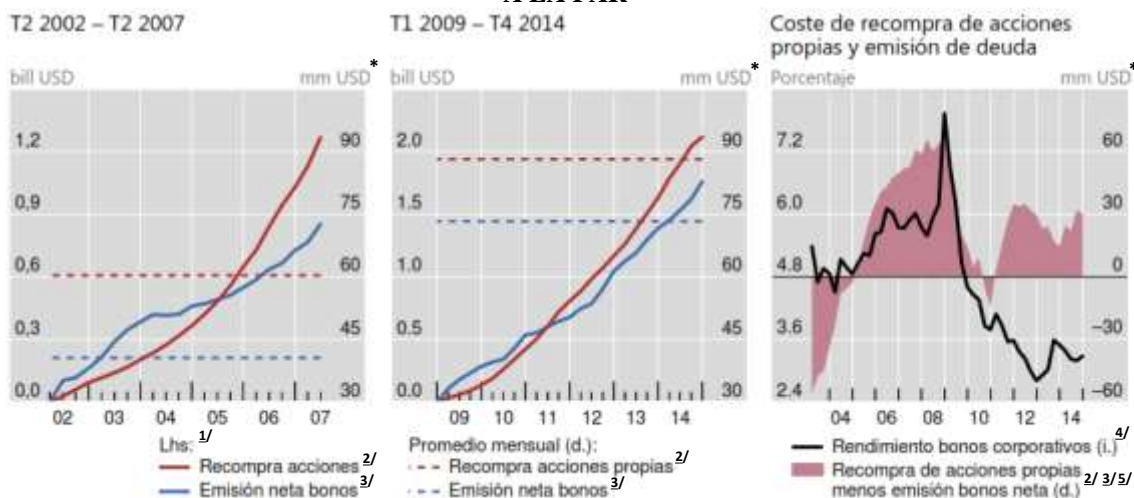 A LA PAR
T2 2002 – T2 2007
T1 2009 – T4 2014
Coste de recompra de acciones
propias y emisión de deuda
bill USD
mm USD*
bill USD
mm USD*
Porcentaje
mm USD*
1,2
90
0,9
75
0,6
60
0,3
45
0,0
30
02 03 04 05 06 07
2.0
90
1.5
75
1.0
60
0.5
45
0.0
30
09 10 11 12 13 14
7.2
60
6.0
30
4.8
0
3.6
−30
2.4
−60
04 06 08 10 12 14
Lhs: 1/
Recompra acciones 2/
Emisión neta bonos 3/
Promedio mensual (d.):
Recompra acciones propias 2/
Emisión neta bonos 3/
Rendimiento bonos corporativos (i.) 4/
Recompra de acciones propias
menos emisión bonos neta (d.) 2/ 3/ 5/